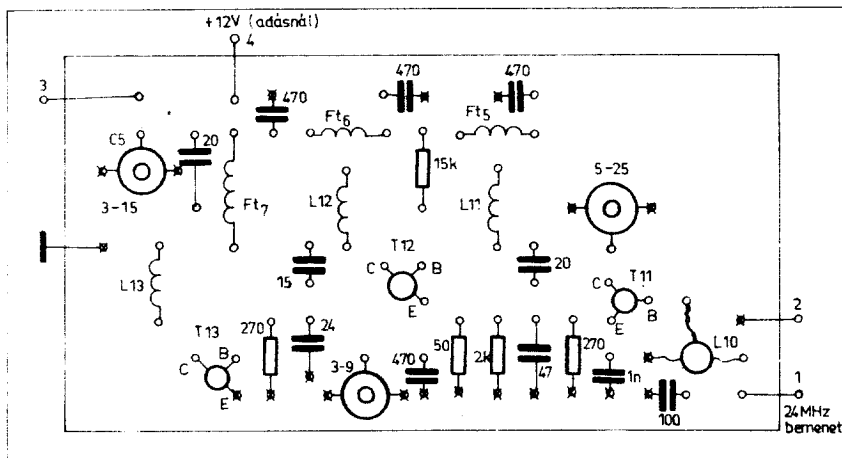 +12V (adásnál)
4
3
470
470
470
Ft6
Ft5
C5
20
15k
5-25
3-15
Ft7
L12
L11
T12
C
B
E
15
20
C
T11
B
E
L13
2
T13
270
24
50
2k
47
270
L10
C
B
E
3-9
470
1n
100
1
24MHz
bemenet